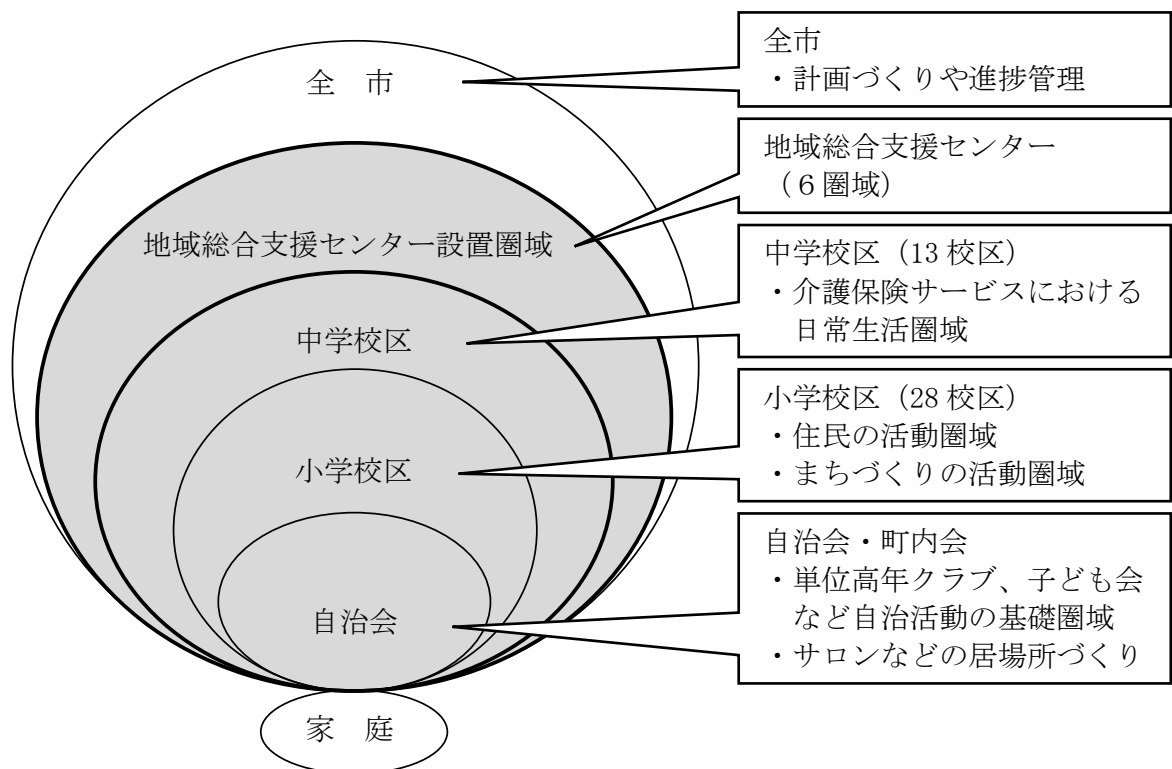 全　市
地域総合支援センター設置圏域
中学校区
小学校区
自治会
家　庭
全市
・計画づくりや進捗管理
地域総合支援センター
（６圏域）
中学校区（13 校区）
・介護保険サービスにおける
日常生活圏域
小学校区（28 校区）
・住民の活動圏域
・まちづくりの活動圏域
自治会・町内会
・単位高年クラブ、子ども会
など自治活動の基礎圏域
・サロンなどの居場所づくり